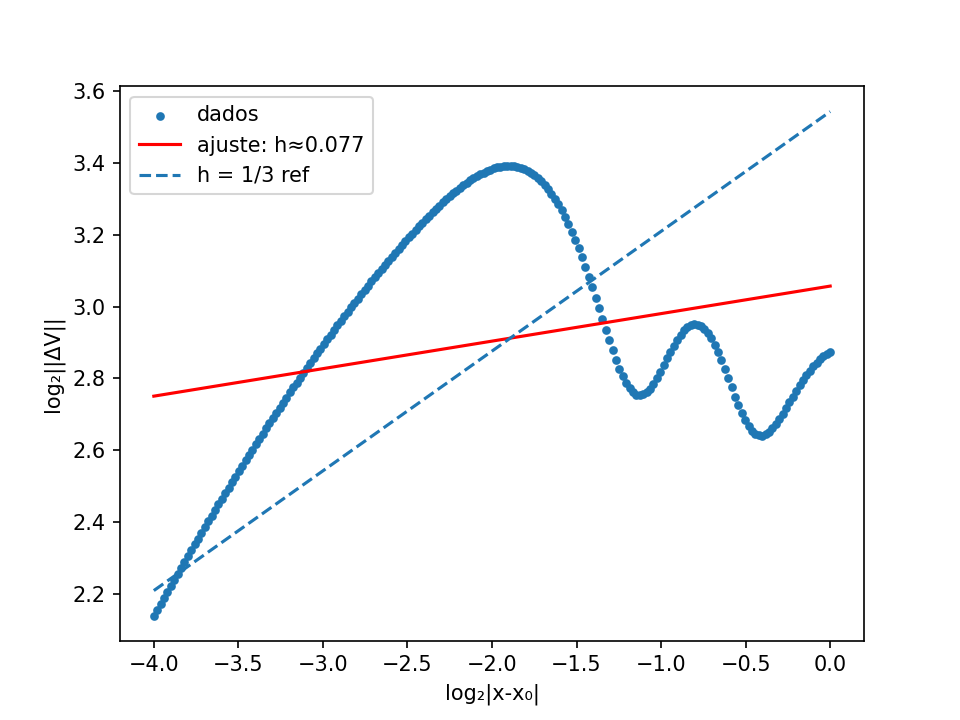 dados
ajuste: h≈0.077
h = 1/3 ref
3.6
3.4
3.2
3.0
2.8
2.6
2.4
2.2
log₂||ΔV||
−4.0 −3.5 −3.0 −2.5 −2.0 −1.5 −1.0 −0.5 0.0
log₂|x-x₀|